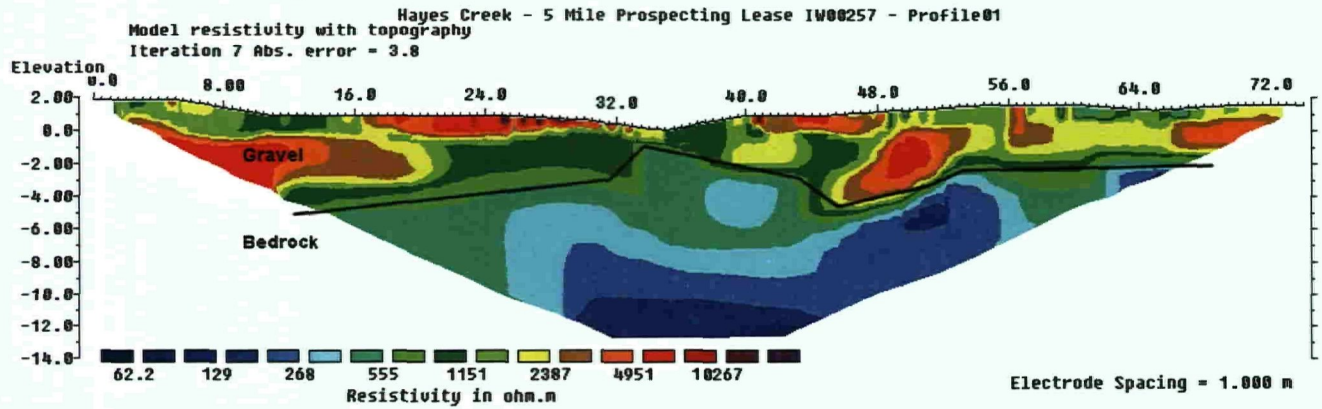 Hayes Creek - 5 Mile Prospecting Lease IW00257 - Profile01
Model resistivity with topography
Iteration 7 Abs. error = 3.8
Elevation
0.0 8.00 16.0 24.0 32.0 40.0 48.0 56.0 64.0 72.0
2.00
0.0
-2.00
-4.00
-6.00
-8.00
-10.0
-12.0
-14.0
Gravel
Bedrock
62.2 129 268 555 1151 2387 4951 10267
Resistivity in ohm.m
Electrode Spacing = 1.000 m